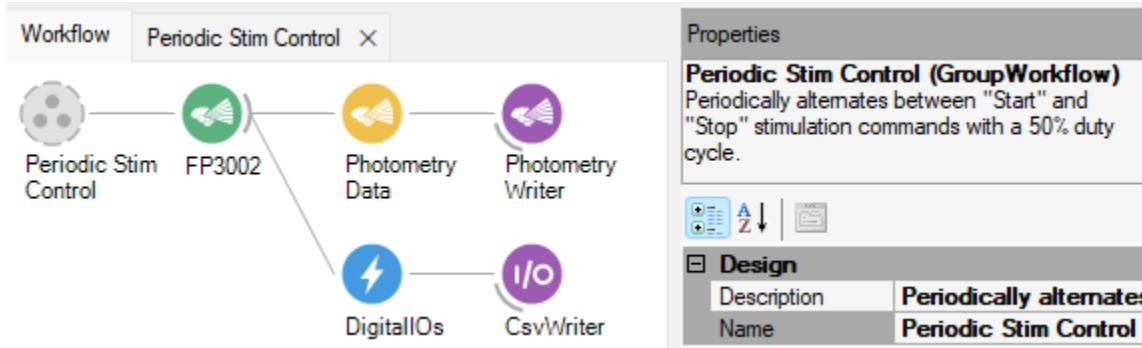 Workflow
Periodic Stim Control ×
Periodic Stim
Control
FP3002
Photometry
Data
Photometry
Writer
DigitalIOs
I/O
CsvWriter
Properties
Periodic Stim Control (GroupWorkflow)
Periodically alternates between "Start" and
"Stop" stimulation commands with a 50% duty
cycle.
A
Z
Design
Description Periodically alternates
Name Periodic Stim Control